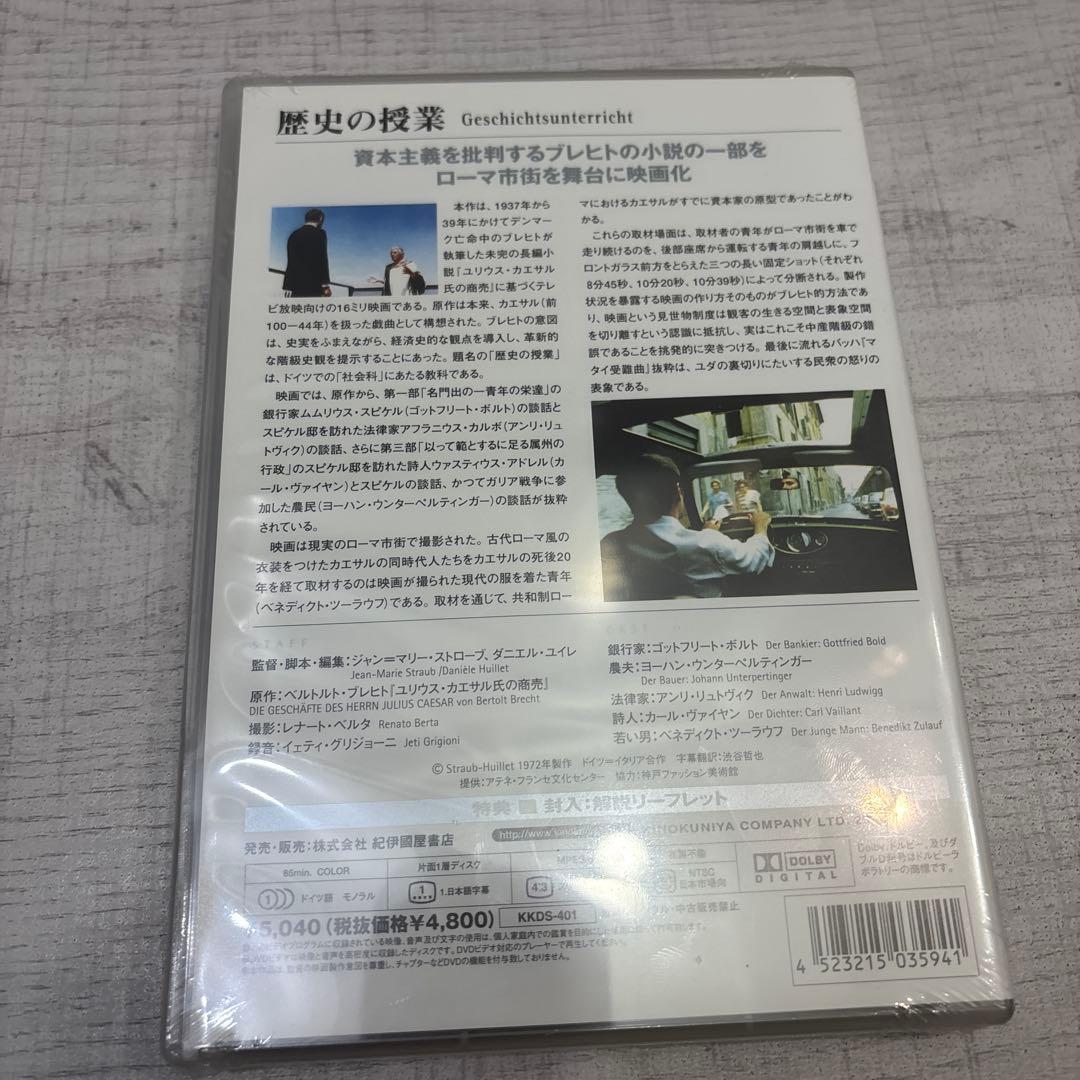 歴史の授業 Geschichtsunterricht
資本主義を批判するブレヒトの小説の一部を
ローマ市街を舞台に映画化
本作は、1937年から
39年にかけてデンマー
ク亡命中のブレヒトが
執筆した未完の長編小
説『ユリウス・カエサル
氏の商売』に基づくテレ
ビ放映向けの16ミリ映画である。原作は本来、カエサル(前
100―44年)を扱った戯曲として構想された。ブレヒトの意図
は、史実をふまえながら、経済史的な観点を導入し、革新的
な階級史観を提示することにあった。題名の「歴史の授業」
は、ドイツでの「社会科」にあたる教科である。
映画では、原作から、第一部「名門出の一青年の栄達」の
銀行家ムムリウス・スピケル(ゴットフリート・ボルト)の談話と
スピケル邸を訪れた法律家アフラニウス・カルボ(アンリ・リュ
トヴィク)の談話、さらに第三部「以って範とするに足る属州の
行政」のスピケル邸を訪れた詩人ヴァスティウス・アドレル(カ
ール・ヴァイヤン)とスピケルの談話、かつてガリア戦争に参
加した農民(ヨーハン・ウンターペルティンガー)の談話が抜粋
されている。
映画は現実のローマ市街で撮影された。古代ローマ風の
衣装をつけたカエサルの同時代人たちをカエサルの死後20
年を経て取材するのは映画が撮られた現代の服を着た青年
(ベネディクト・ツーラウフ)である。取材を通じて、共和制ロー
マにおけるカエサルがすでに資本家の原型であったことがわ
かる。
これらの取材場面は、取材者の青年がローマ市街を車で
走り続けるのを、後部座席から運転する青年の肩越しに、フ
ロントガラス前方をとらえた三つの長い固定ショット(それぞれ
8分45秒、10分20秒、10分39秒)によって分断される。製作
状況を暴露する映画の作り方そのものがブレヒト的方法であ
り、映画という見世物制度は観客の生きる空間と表象空間
を切り離すという認識に抵抗し、実はこれこそ中産階級の錯
誤であることを挑発的に突きつける。最後に流れるバッハ『マ
タイ受難曲』抜粋は、ユダの裏切りにたいする民衆の怒りの
表象である。
STAFF
監督・脚本・編集:ジャン=マリー・ストローブ、ダニエル・ユイレ
Jean-Marie Straub /Danièle Huillet
原作:ベルトルト・ブレヒト『ユリウス・カエサル氏の商売』
DIE GESCHÄFTE DES HERRN JULIUS CAESAR von Bertolt Brecht
撮影:レナート・ベルタ Renato Berta
録音:イェティ・グリジョーニ Jeti Grigioni
CAST
銀行家:ゴットフリート・ボルト Der Bankier: Gottfried Bold
農夫:ヨーハン・ウンターペルティンガー
Der Bauer: Johann Unterpertinger
法律家:アンリ・リュトヴィク Der Anwalt: Henri Ludwigg
詩人:カール・ヴァイヤン Der Dichter: Carl Vaillant
若い男:ベネディクト・ツーラウフ Der Junge Mann: Benedikt Zulauf
© Straub-Huillet 1972年製作 ドイツ=イタリア合作 字幕翻訳:渋谷哲也
提供:アテネ・フランセ文化センター 協力:神戸ファッション美術館
特典 封入:解説リーフレット
発売・販売:株式会社 紀伊國屋書店
KINOKUNIYA COMPANY LTD.
85min. COLOR
片面1層ディスク
複製不能
1 ドイツ語 モノラル
1 1.日本語字幕
4:3
NTSC
日本市場向
DOLBY
DIGITAL
Dolby、ドルビー、及びダ
ブルD記号はドルビーラ
ボラトリーの商標です。
¥5,040(税抜価格¥4,800)
KKDS-401
中古販売禁止
4 523215 035941